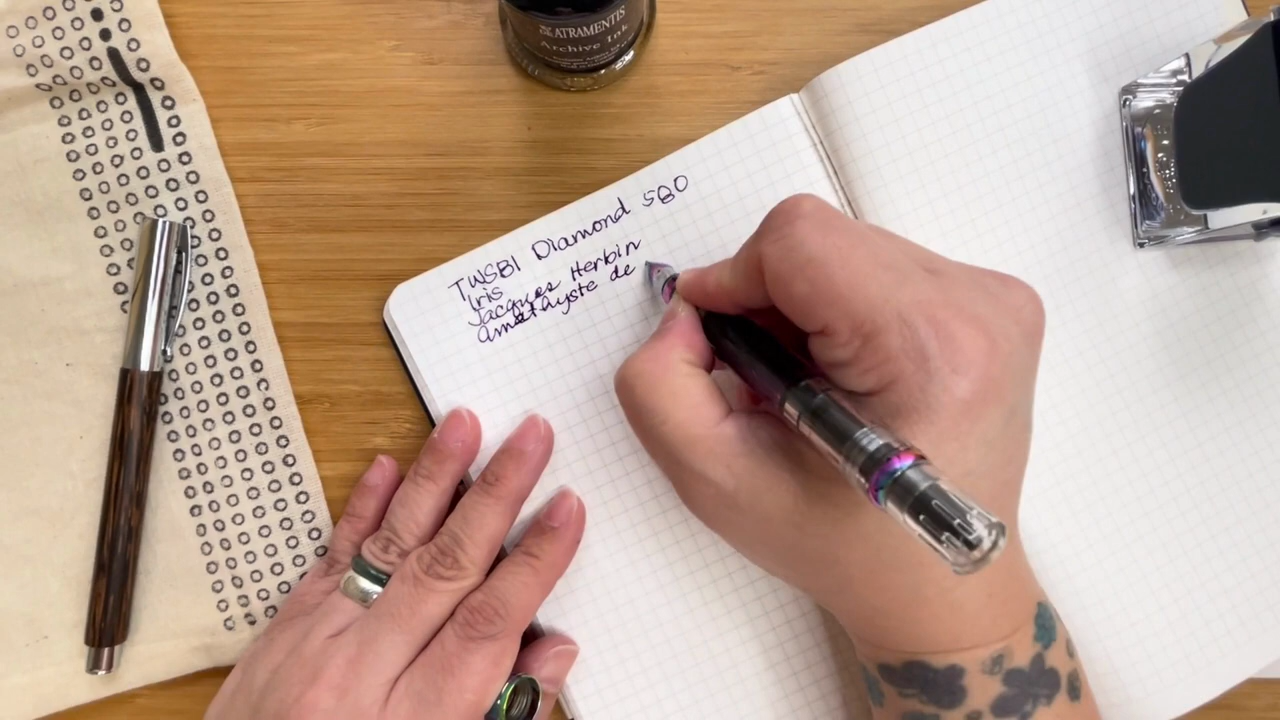 ATRAMENTIS
Archive Ink
TWSBI Diamond 580
Iris
Jacques Herbin
amethyste de